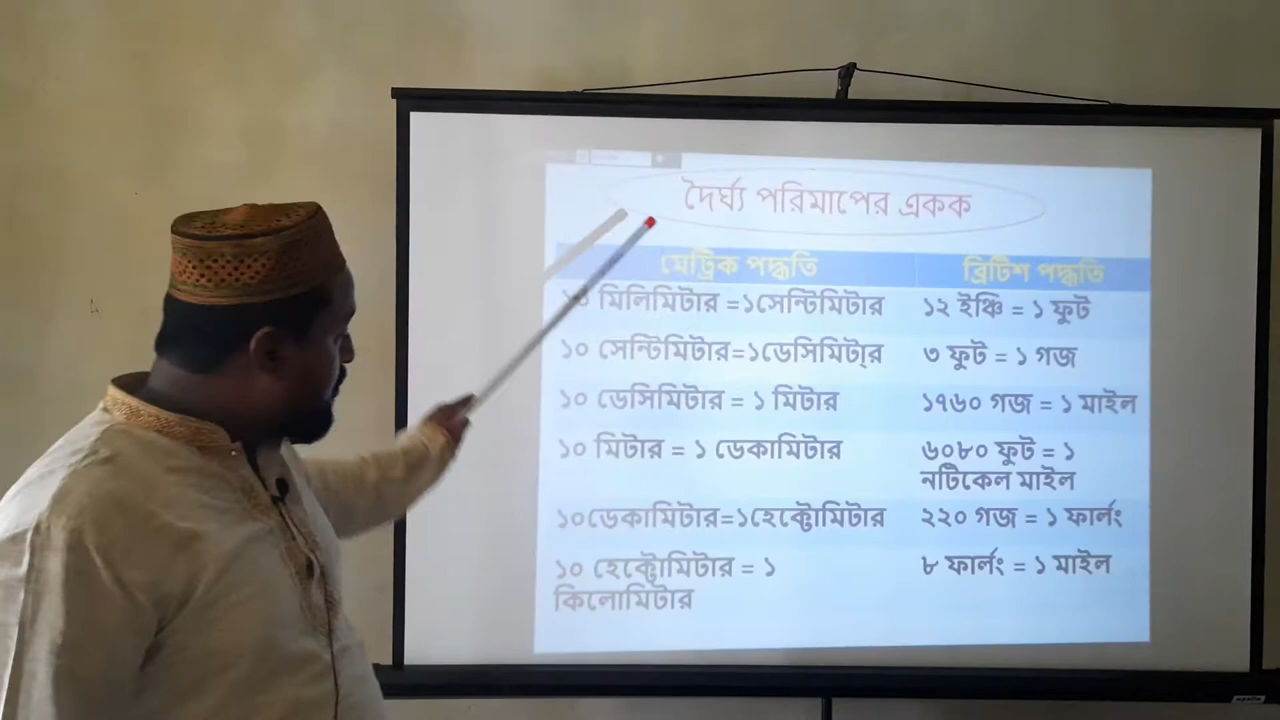 দৈর্ঘ্য পরিমাপের একক
মেট্রিক পদ্ধতি ব্রিটিশ পদ্ধতি
১০ মিলিমিটার =১সেন্টিমিটার ১২ ইঞ্চি = ১ ফুট
১০ সেন্টিমিটার=১ডেসিমিটা্র ৩ ফুট = ১ গজ
১০ ডেসিমিটার = ১ মিটার ১৭৬০ গজ = ১ মাইল
১০ মিটার = ১ ডেকামিটার ৬০৮০ ফুট = ১
নটিকেল মাইল
১০ডেকামিটার=১হেক্টোমিটার ২২০ গজ = ১ ফার্লং
১০ হেক্টোমিটার = ১ ৮ ফার্লং = ১ মাইল
কিলোমিটার